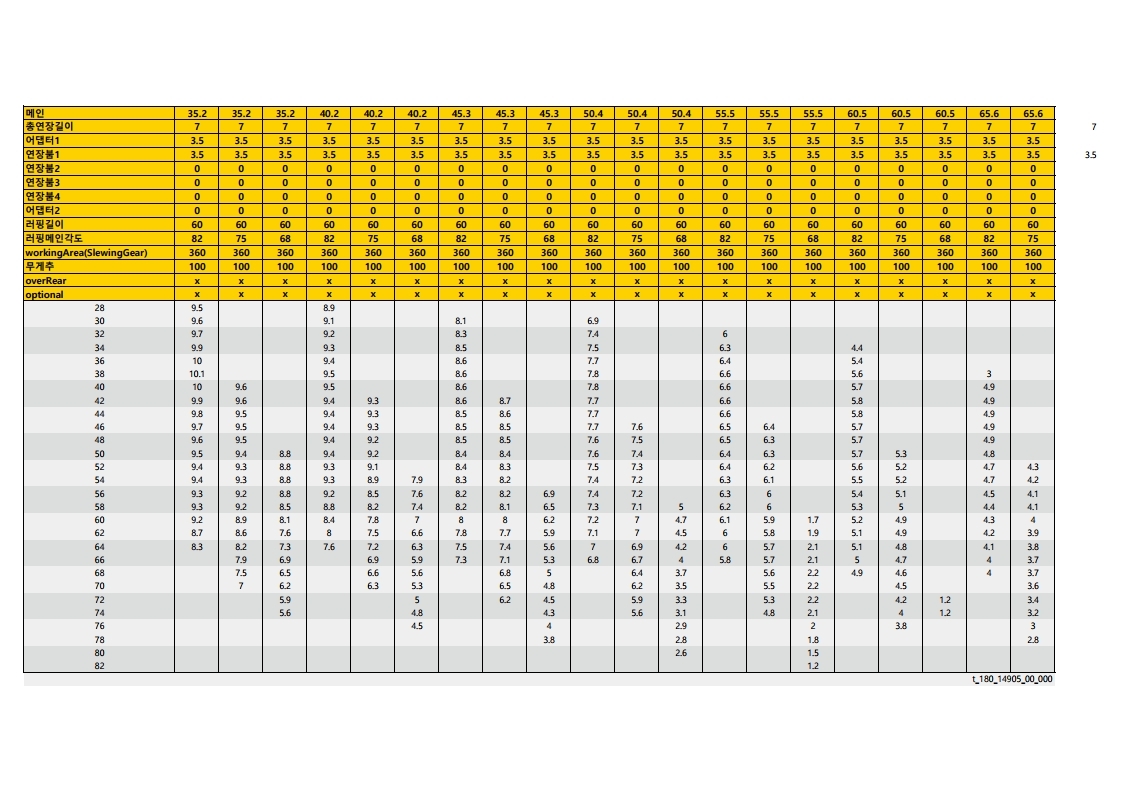 메인 35.2 35.2 35.2 40.2 40.2 40.2 45.3 45.3 45.3 50.4 50.4 50.4 55.5 55.5 55.5 60.5 60.5 60.5 65.6 65.6
총연장길이 7 7 7 7 7 7 7 7 7 7 7 7 7 7 7 7 7 7 7 7 7
어댑터1 3.5 3.5 3.5 3.5 3.5 3.5 3.5 3.5 3.5 3.5 3.5 3.5 3.5 3.5 3.5 3.5 3.5 3.5 3.5 3.5
연장붐1 3.5 3.5 3.5 3.5 3.5 3.5 3.5 3.5 3.5 3.5 3.5 3.5 3.5 3.5 3.5 3.5 3.5 3.5 3.5 3.5 3.5
연장붐2 0 0 0 0 0 0 0 0 0 0 0 0 0 0 0 0 0 0 0 0
연장붐3 0 0 0 0 0 0 0 0 0 0 0 0 0 0 0 0 0 0 0 0
연장붐4 0 0 0 0 0 0 0 0 0 0 0 0 0 0 0 0 0 0 0 0
어댑터2 0 0 0 0 0 0 0 0 0 0 0 0 0 0 0 0 0 0 0 0
러핑길이 60 60 60 60 60 60 60 60 60 60 60 60 60 60 60 60 60 60 60 60
러핑메인각도 82 75 68 82 75 68 82 75 68 82 75 68 82 75 68 82 75 68 82 75
workingArea(SlewingGear) 360 360 360 360 360 360 360 360 360 360 360 360 360 360 360 360 360 360 360 360
무게추 100 100 100 100 100 100 100 100 100 100 100 100 100 100 100 100 100 100 100 100
overRear x x x x x x x x x x x x x x x x x x x x
optional x x x x x x x x x x x x x x x x x x x x
28 9.5 8.9
30 9.6 9.1 8.1 6.9
32 9.7 9.2 8.3 7.4 6
34 9.9 9.3 8.5 7.5 6.3 4.4
36 10 9.4 8.6 7.7 6.4 5.4
38 10.1 9.5 8.6 7.8 6.6 5.6 3
40 10 9.6 9.5 8.6 7.8 6.6 5.7 4.9
42 9.9 9.6 9.4 9.3 8.6 8.7 7.7 6.6 5.8 4.9
44 9.8 9.5 9.4 9.3 8.5 8.6 7.7 6.6 5.8 4.9
46 9.7 9.5 9.4 9.3 8.5 8.5 7.7 7.6 6.5 6.4 5.7 4.9
48 9.6 9.5 9.4 9.2 8.5 8.5 7.6 7.5 6.5 6.3 5.7 4.9
50 9.5 9.4 8.8 9.4 9.2 8.4 8.4 7.6 7.4 6.4 6.3 5.7 5.3 4.8
52 9.4 9.3 8.8 9.3 9.1 8.4 8.3 7.5 7.3 6.4 6.2 5.6 5.2 4.7 4.3
54 9.4 9.3 8.8 9.3 8.9 7.9 8.3 8.2 7.4 7.2 6.3 6.1 5.5 5.2 4.7 4.2
56 9.3 9.2 8.8 9.2 8.5 7.6 8.2 8.2 6.9 7.4 7.2 6.3 6 5.4 5.1 4.5 4.1
58 9.3 9.2 8.5 8.8 8.2 7.4 8.2 8.1 6.5 7.3 7.1 5 6.2 6 5.3 5 4.4 4.1
60 9.2 8.9 8.1 8.4 7.8 7 8 8 6.2 7.2 7 4.7 6.1 5.9 1.7 5.2 4.9 4.3 4
62 8.7 8.6 7.6 8 7.5 6.6 7.8 7.7 5.9 7.1 7 4.5 6 5.8 1.9 5.1 4.9 4.2 3.9
64 8.3 8.2 7.3 7.6 7.2 6.3 7.5 7.4 5.6 7 6.9 4.2 6 5.7 2.1 5.1 4.8 4.1 3.8
66 7.9 6.9 6.9 5.9 7.3 7.1 5.3 6.8 6.7 4 5.8 5.7 2.1 5 4.7 4 3.7
68 7.5 6.5 6.6 5.6 6.8 5 6.4 3.7 5.6 2.2 4.9 4.6 4 3.7
70 7 6.2 6.3 5.3 6.5 4.8 6.2 3.5 5.5 2.2 4.5 3.6
72 5.9 5 6.2 4.5 5.9 3.3 5.3 2.2 4.2 1.2 3.4
74 5.6 4.8 4.3 5.6 3.1 4.8 2.1 4 1.2 3.2
76 4.5 4 2.9 2 3.8 3
78 3.8 2.8 1.8 2.8
80 2.6 1.5
82 1.2
t_180_14905_00_000